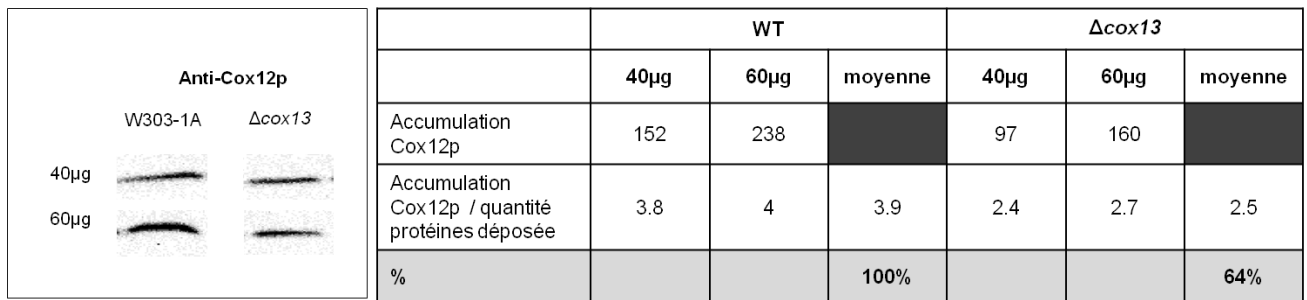 Anti-Cox12p
W303-1A Δcox13
40µg
60µg
WT Δcox13
40µg 60µg moyenne 40µg 60µg moyenne
Accumulation
Cox12p
152 238 97 160
Accumulation
Cox12p / quantité
protéines déposée
3.8 4 3.9 2.4 2.7 2.5
% 100% 64%